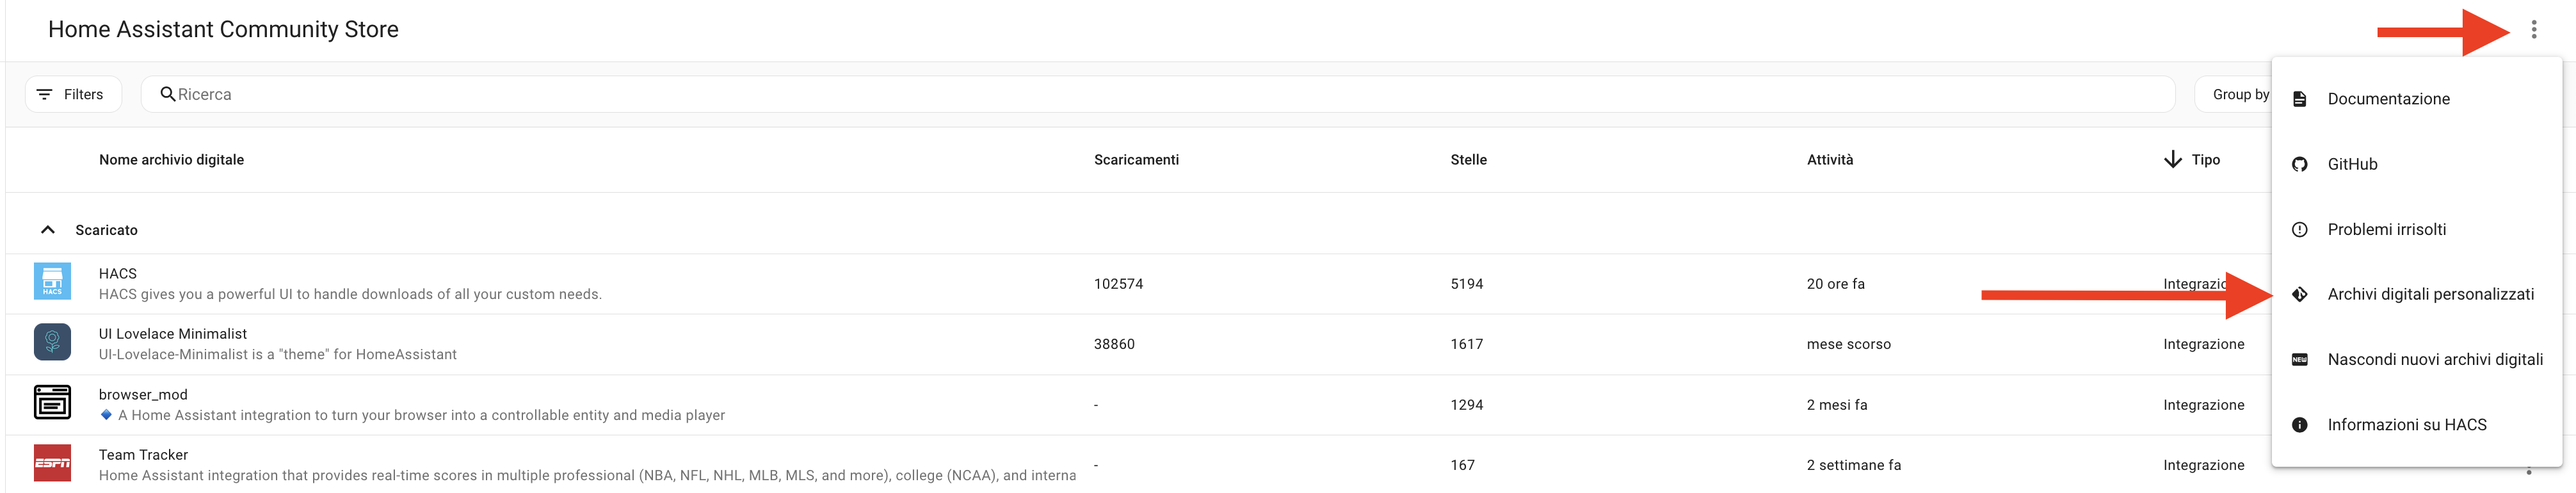 Home Assistant Community Store
Filters
Ricerca
Group by
Documentazione
GitHub
Problemi irrisolti
Archivi digitali personalizzati
Nascondi nuovi archivi digitali
Informazioni su HACS
Nome archivio digitale Scaricamenti Stelle Attività Tipo
Scaricato
HACS
HACS
HACS gives you a powerful UI to handle downloads of all your custom needs.
102574 5194 20 ore fa
UI Lovelace Minimalist
UI-Lovelace-Minimalist is a "theme" for HomeAssistant
38860 1617 mese scorso Integrazione
browser_mod
A Home Assistant integration to turn your browser into a controllable entity and media player
- 1294 2 mesi fa Integrazione
ESPN
Team Tracker
Home Assistant integration that provides real-time scores in multiple professional (NBA, NFL, NHL, MLB, MLS, and more), college (NCAA), and interna
- 167 2 settimane fa Integrazione
NEW